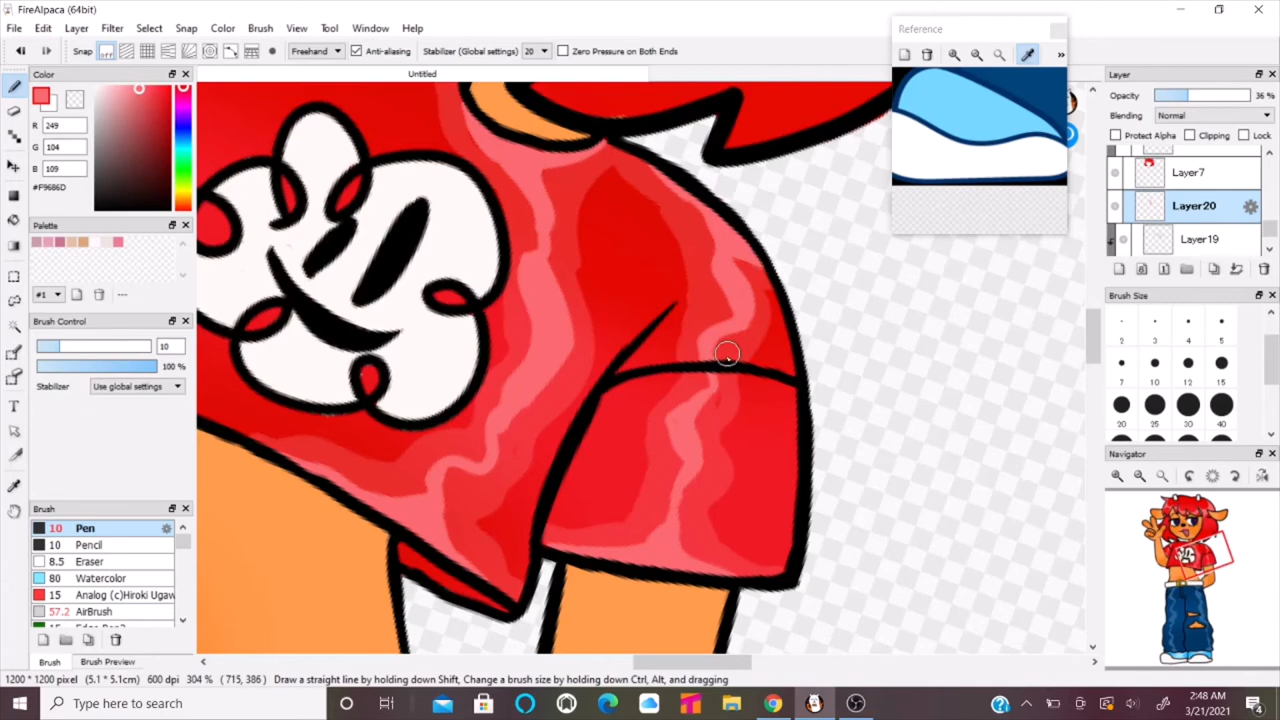 FireAlpaca (64bit)
File Edit Layer Filter Select Snap Color Brush View Tool Window Help
Snap Off Freehand Anti-aliasing Stabilizer (Global settings) 20 Zero Pressure on Both Ends
Untitled
Color
R 249
G 104
B 109
#F9686D
Palette
#1
Brush Control
10
100 %
Stabilizer Use global settings
Brush
10 Pen
10 Pencil
8.5 Eraser
80 Watercolor
15 Analog (c)Hiroki Ugaw
57.2 AirBrush
Brush Brush Preview
Reference
Layer
Opacity 36 %
Blending Normal
Protect Alpha Clipping Lock
Layer7
Layer20
Layer19
Brush Size
2 3 4 5
7 10 12 15
20 25 30 40
Navigator
1200 * 1200 pixel (5.1 * 5.1cm) 600 dpi 304 % ( 715, 386 ) Draw a straight line by holding down Shift, Change a brush size by holding down Ctrl, Alt, and dragging
Type here to search
2:48 AM
3/21/2021
4